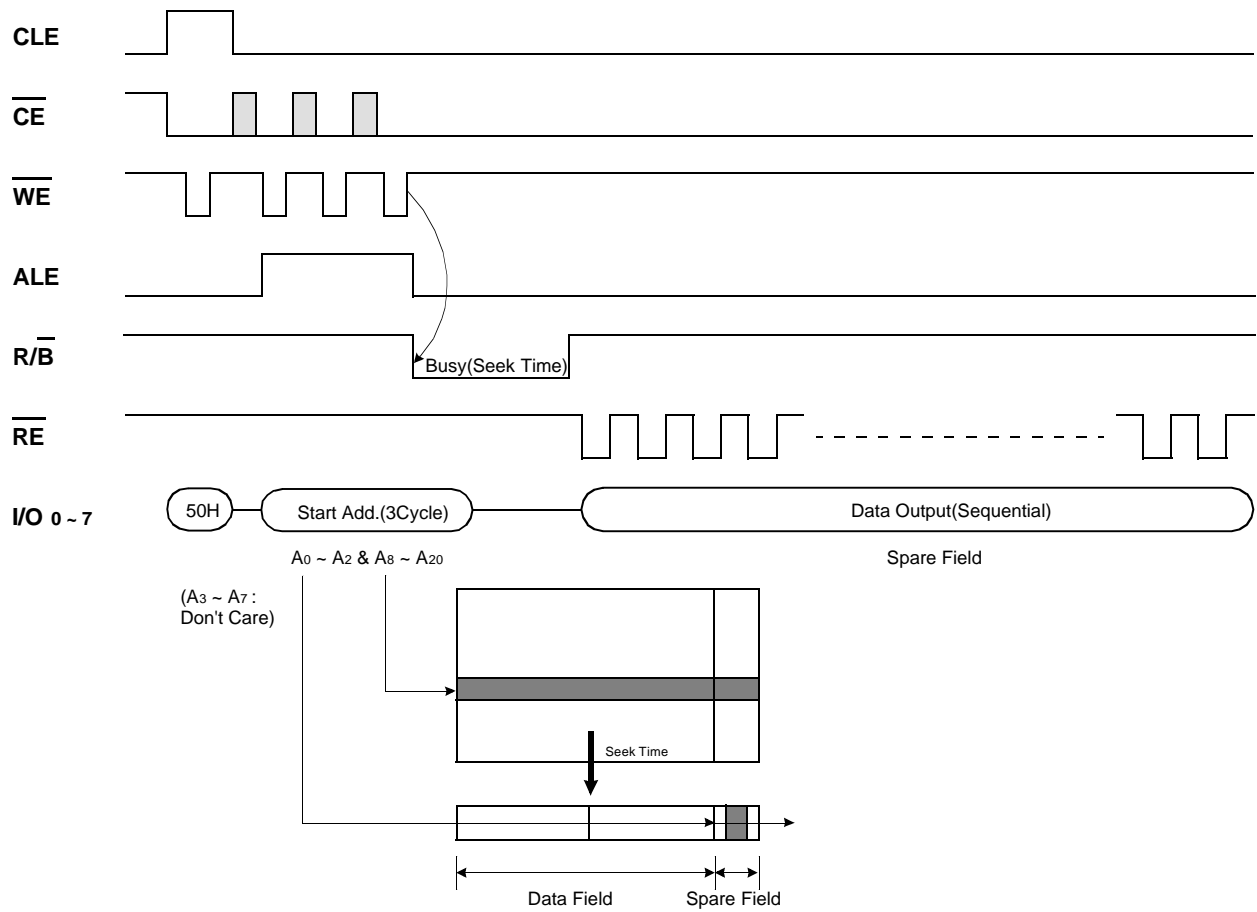 CLE
CE
WE
ALE
R/B
Busy(Seek Time)
RE
I/O 0 ~ 7
50H
Start Add.(3Cycle)
Data Output(Sequential)
A0 ~ A2 & A8 ~ A20
Spare Field
(A3 ~ A7 :
Don't Care)
Seek Time
Data Field
Spare Field